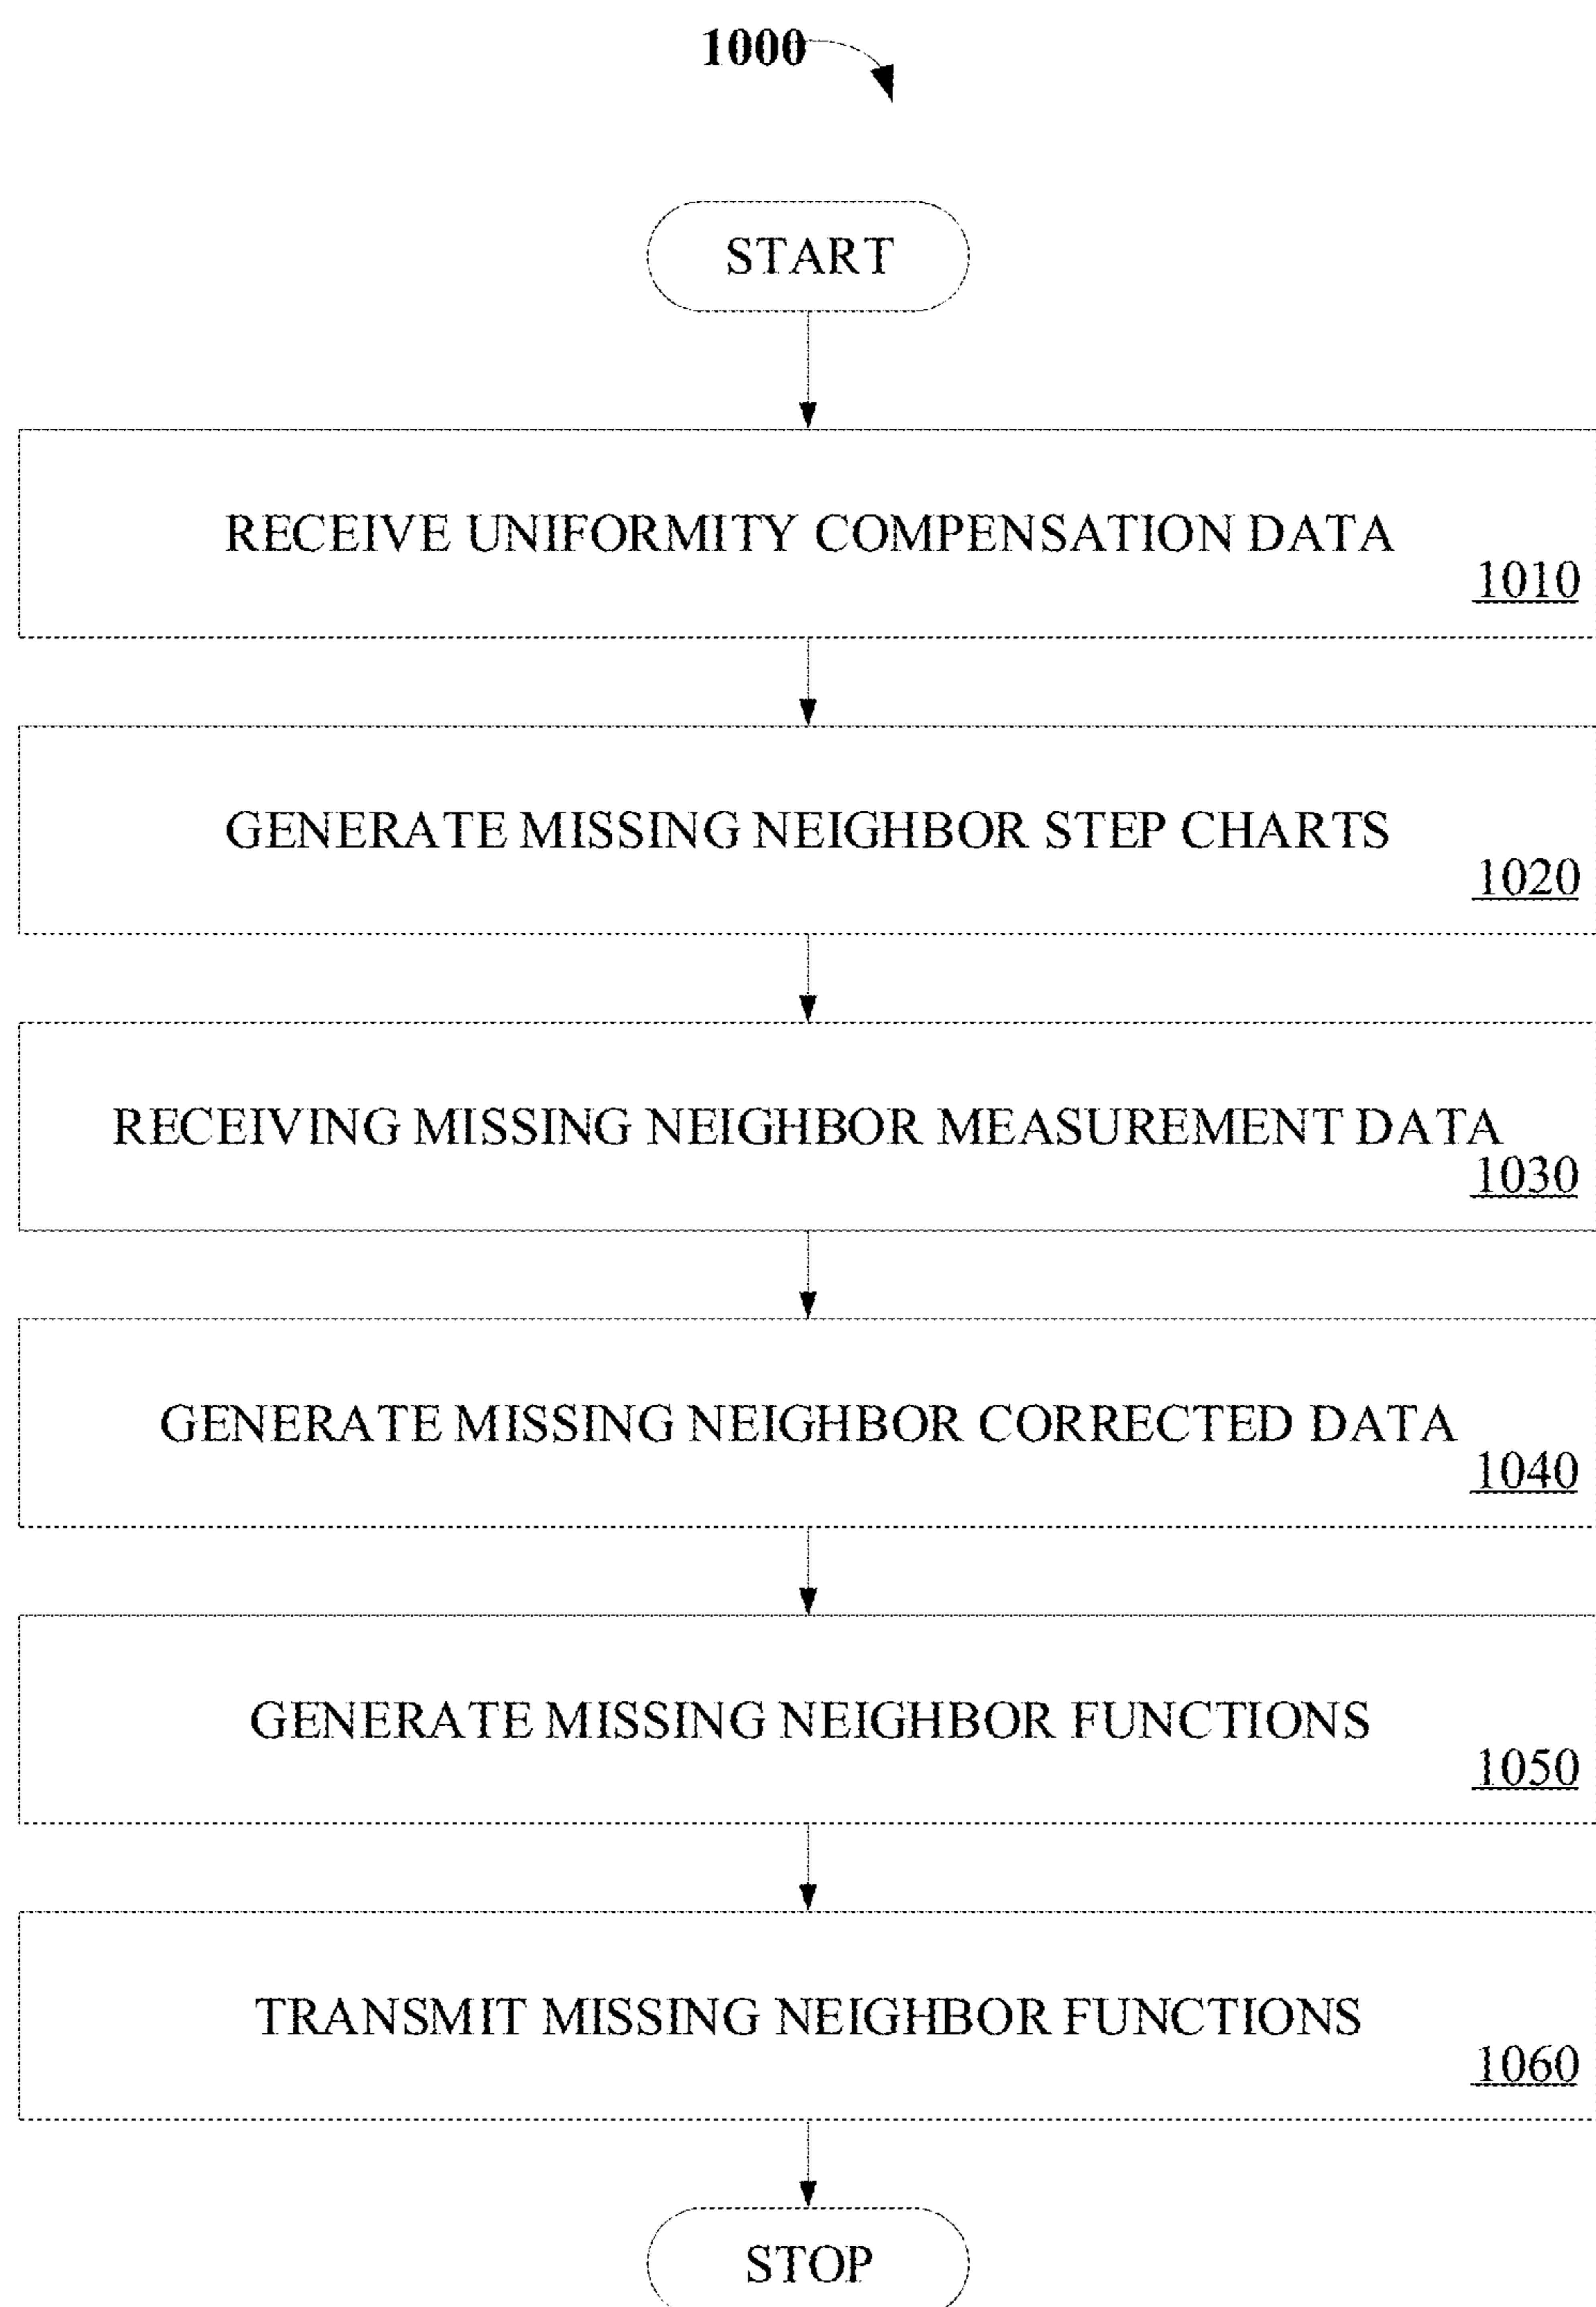 1000
START
RECEIVE UNIFORMITY COMPENSATION DATA
1010
GENERATE MISSING NEIGHBOR STEP CHARTS
1020
RECEIVING MISSING NEIGHBOR MEASUREMENT DATA
1030
GENERATE MISSING NEIGHBOR CORRECTED DATA
1040
GENERATE MISSING NEIGHBOR FUNCTIONS
1050
TRANSMIT MISSING NEIGHBOR FUNCTIONS
1060
STOP